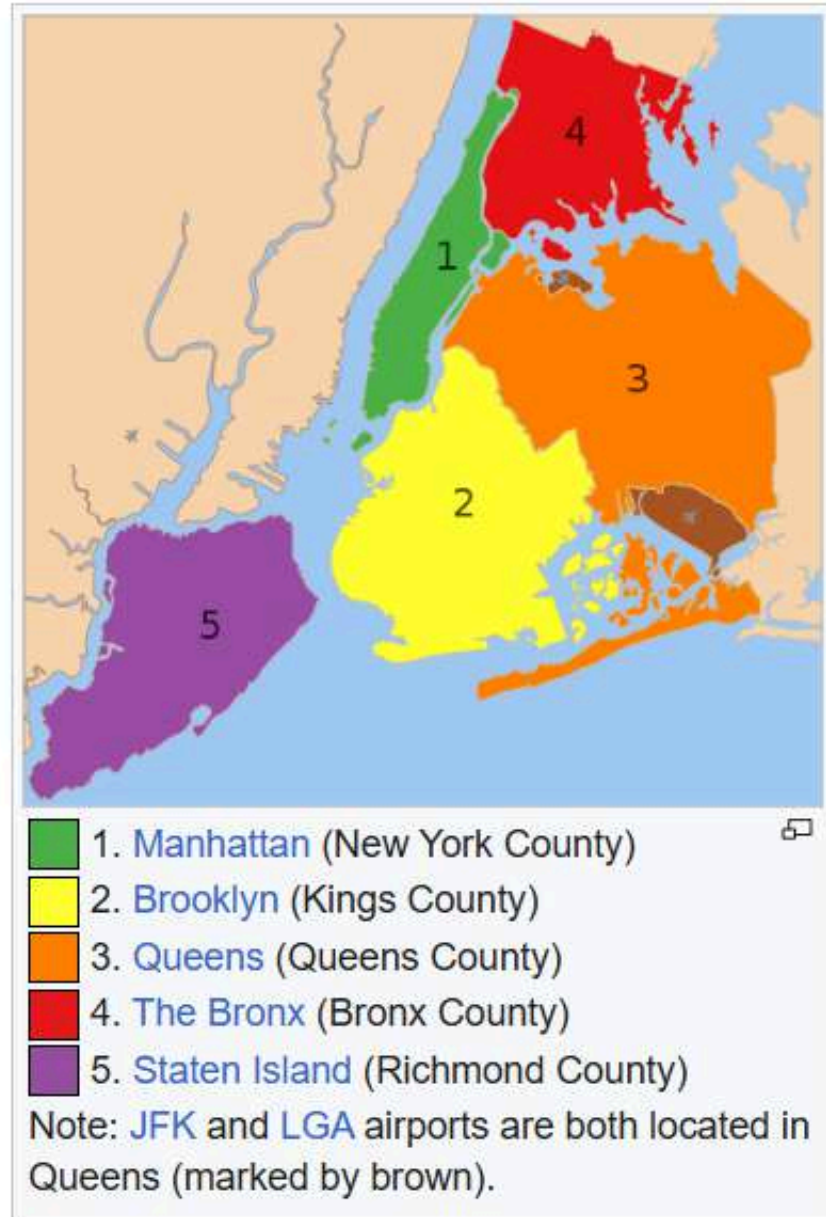 4
1
3
2
5
1. Manhattan (New York County)
2. Brooklyn (Kings County)
3. Queens (Queens County)
4. The Bronx (Bronx County)
5. Staten Island (Richmond County)
Note: JFK and LGA airports are both located in
Queens (marked by brown).